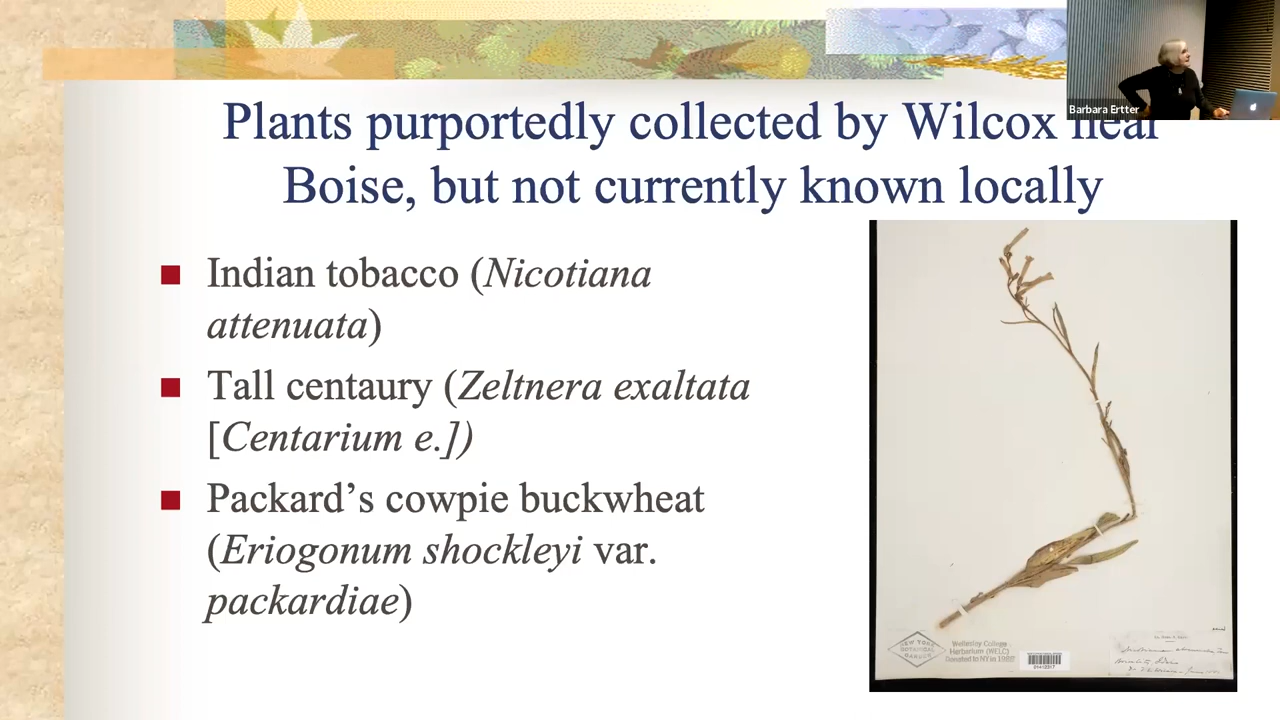 Plants purportedly collected by Wilcox near
Boise, but not currently known locally
Barbara Ertter
Indian tobacco (Nicotiana
attenuata)
Tall centaury (Zeltnera exaltata
[Centarium e.])
Packard’s cowpie buckwheat
(Eriogonum shockleyi var.
packardiae)
NEW YORK
BOTANICAL
GARDEN
Wellesley College
Herbarium (WELC)
Donated to NY in 1988